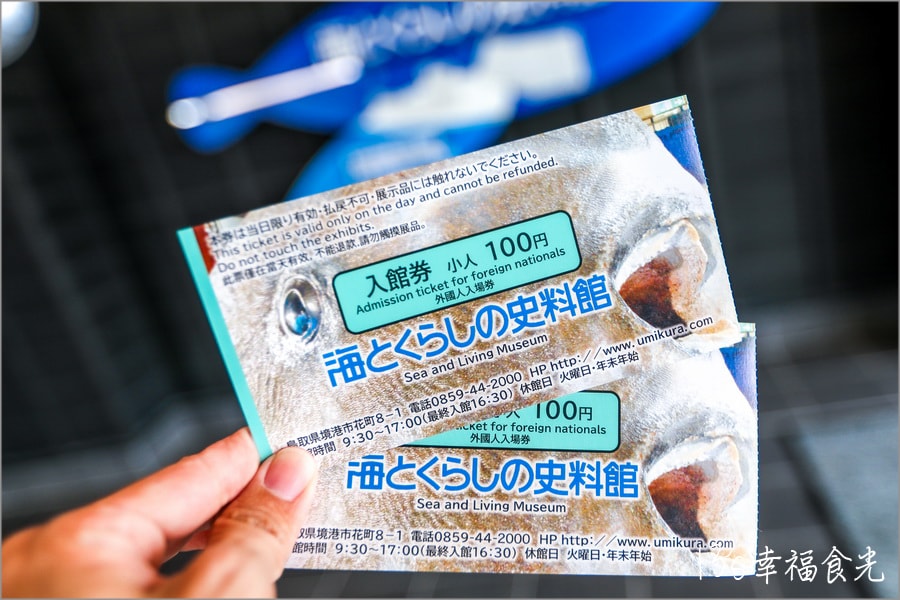 本券は当日限り有効・払戻不可・展示品には触れないでください。
This ticket is valid only on the day and cannot be refunded.
Do not touch the exhibits.
此票僅在當天有效,不能退款,請勿觸摸展品。
入館券 小人 100円
Admission ticket for foreign nationals
外國人入場券
海とくらしの史料館
Sea and Living Museum
鳥取県境港市花町8-1 電話0859-44-2000 HP http://www.umikura.com
館時間 9:30~17:00(最終入館16:30) 休館日 火曜日・年末年始
小人 100円
ticket for foreign nationals
外國人入場券
海とくらしの史料館
Sea and Living Museum
取県境港市花町8-1 電話0859-44-2000 HP http://www.umikura.com
館時間 9:30~17:00(最終入館16:30) 休館日 火曜日・年末年始
幸福食光